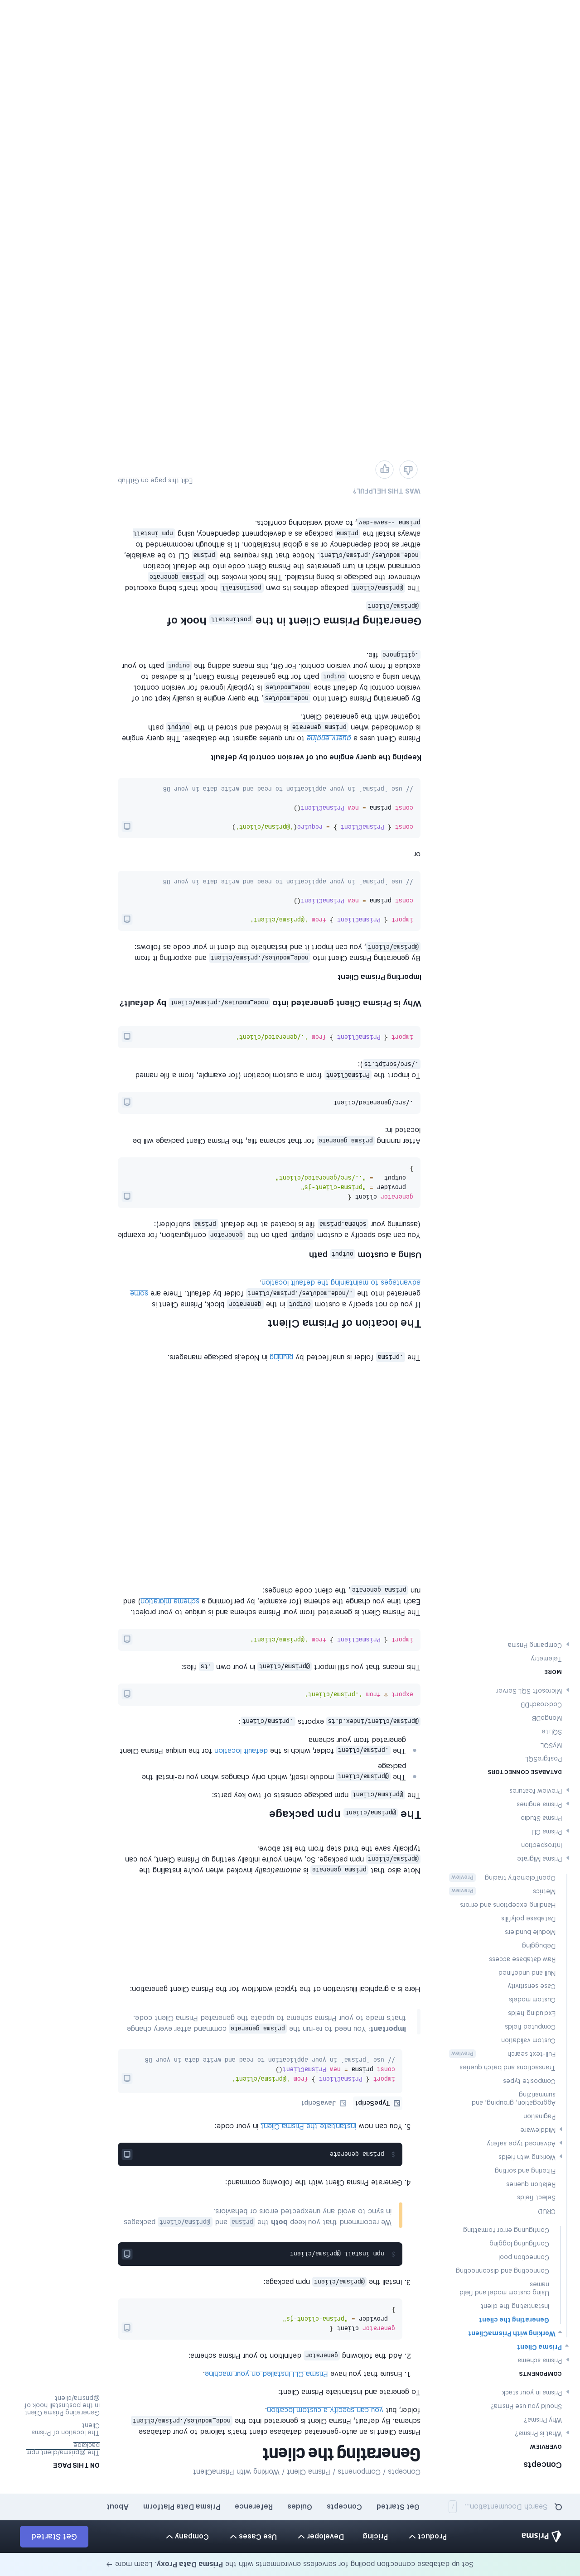 Set up database connection pooling for serverless environments with the Prisma Data Proxy. Learn more →
Prisma
Product
Pricing
Developer
Use Cases
Company
Get Started
Search Documentation...
/
Get Started
Concepts
Guides
Reference
Prisma Data Platform
About
Concepts
OVERVIEW
What is Prisma?
Why Prisma?
Should you use Prisma?
Prisma in your stack
COMPONENTS
Prisma schema
Prisma Client
Working with PrismaClient
Generating the client
Instantiating the client
Using custom model and field
names
Connecting and disconnecting
Connection pool
Configuring logging
Configuring error formatting
CRUD
Select fields
Relation queries
Filtering and sorting
Working with fields
Advanced type safety
Middleware
Pagination
Aggregation, grouping, and
summarizing
Composite types
Transactions and batch queries
Full-text search Preview
Custom validation
Computed fields
Excluding fields
Custom models
Case sensitivity
Null and undefined
Raw database access
Debugging
Module bundlers
Database polyfills
Handling exceptions and errors
Metrics Preview
OpenTelemetry tracing Preview
Prisma Migrate
Introspection
Prisma CLI
Prisma Studio
Prisma engines
Preview features
DATABASE CONNECTORS
PostgreSQL
MySQL
SQLite
MongoDB
CockroachDB
Microsoft SQL Server
MORE
Telemetry
Comparing Prisma
Concepts / Components / Prisma Client / Working with PrismaClient
Generating the client
Prisma Client is an auto-generated database client that's tailored to your database
schema. By default, Prisma Client is generated into the node_modules/.prisma/client
folder, but you can specify a custom location.
To generate and instantiate Prisma Client:
1. Ensure that you have Prisma CLI installed on your machine.
2. Add the following generator definition to your Prisma schema:
generator client {
provider = "prisma-client-js"
}
3. Install the @prisma/client npm package:
npm install @prisma/client
We recommend that you keep both the prisma and @prisma/client packages
in sync to avoid any unexpected errors or behaviors.
4. Generate Prisma Client with the following command:
prisma generate
5. You can now instantiate the Prisma Client in your code:
TypeScript
JavaScript
import { PrismaClient } from '@prisma/client'
const prisma = new PrismaClient()
// use `prisma` in your application to read and write data in your DB
Important: You need to re-run the prisma generate command after every change
that's made to your Prisma schema to update the generated Prisma Client code.
Here is a graphical illustration of the typical workflow for the Prisma Client generation:
Note also that prisma generate is automatically invoked when you're installing the
@prisma/client npm package. So, when you're initially setting up Prisma Client, you can
typically save the third step from the list above.
The @prisma/client npm package
The @prisma/client npm package consists of two key parts:
The @prisma/client module itself, which only changes when you re-install the
package
The .prisma/client folder, which is the default location for the unique Prisma Client
generated from your schema
@prisma/client/index.d.ts exports .prisma/client:
export * from '.prisma/client'
This means that you still import @prisma/client in your own .ts files:
import { PrismaClient } from '@prisma/client'
The Prisma Client is generated from your Prisma schema and is unique to your project.
Each time you change the schema (for example, by performing a schema migration) and
run prisma generate, the client code changes:
The .prisma folder is unaffected by pruning in Node.js package managers.
The location of Prisma Client
If you do not specify a custom output in the generator block, Prisma Client is
generated into the ./node_modules/.prisma/client folder by default. There are some
advantages to maintaining the default location.
Using a custom output path
You can also specify a custom output path on the generator configuration, for example
(assuming your schema.prisma file is located at the default prisma subfolder):
generator client {
provider = "prisma-client-js"
output = "../src/generated/client"
}
After running prisma generate for that schema file, the Prisma Client package will be
located in:
./src/generated/client
To import the PrismaClient from a custom location (for example, from a file named
./src/script.ts):
import { PrismaClient } from './generated/client'
Why is Prisma Client generated into node_modules/.prisma/client by default?
Importing Prisma Client
By generating Prisma Client into node_modules/.prisma/client and exporting it from
@prisma/client, you can import it and instantiate the client in your code as follows:
import { PrismaClient } from '@prisma/client'
const prisma = new PrismaClient()
// use `prisma` in your application to read and write data in your DB
or
const { PrismaClient } = require('@prisma/client')
const prisma = new PrismaClient()
// use `prisma` in your application to read and write data in your DB
Keeping the query engine out of version control by default
Prisma Client uses a query engine to run queries against the database. This query engine
is downloaded when prisma generate is invoked and stored in the output path
together with the generated Client.
By generating Prisma Client into node_modules, the query engine is usually kept out of
version control by default since node_modules is typically ignored for version control.
When using a custom output path for the generated Prisma Client, it is advised to
exclude it from your version control. For Git, this means adding the output path to your
.gitignore file.
Generating Prisma Client in the postinstall hook of
@prisma/client
The @prisma/client package defines its own postinstall hook that's being executed
whenever the package is being installed. This hook invokes the prisma generate
command which in turn generates the Prisma Client code into the default location
node_modules/.prisma/client. Notice that this requires the prisma CLI to be available,
either as local dependency or as a global installation. It is although recommended to
always install the prisma package as a development dependency, using npm install
prisma --save-dev, to avoid versioning conflicts.
WAS THIS HELPFUL?
Edit this page on GitHub
ON THIS PAGE
The @prisma/client npm
package
The location of Prisma
Client
Generating Prisma Client
in the postinstall hook of
@prisma/client